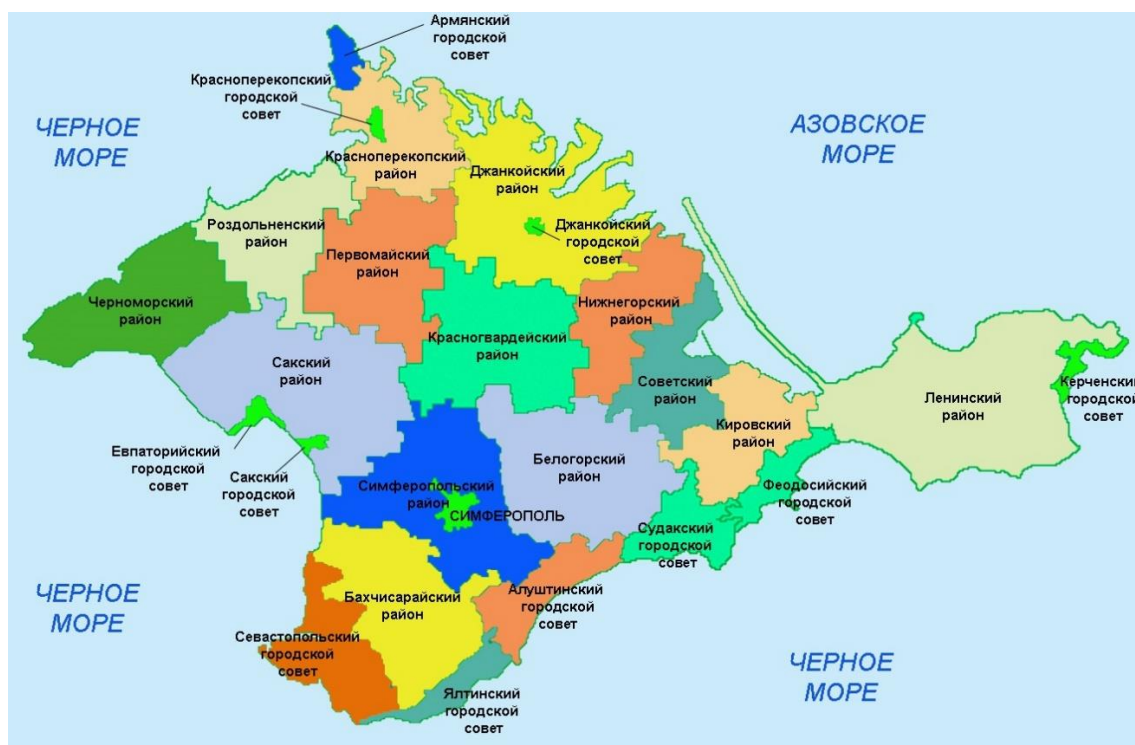 Армянский
городской
совет
Красноперекопский
городской
совет
ЧЕРНОЕ
МОРЕ
АЗОВСКОЕ
МОРЕ
Красноперекопский
район
Джанкойский
район
Роздольненский
район
Первомайский
район
Джанкойский
городской
совет
Черноморский
район
Нижнегорский
район
Красногвардейский
район
Сакский
район
Советский
район
Ленинский
район
Керченский
городской
совет
Кировский
район
Евпаторийский
городской
совет
Сакский
городской
совет
Белогорский
район
Феодосийский
городской
совет
Симферопольский
район
СИМФЕРОПОЛЬ
Судакский
городской
совет
ЧЕРНОЕ
МОРЕ
Бахчисарайский
район
Алуштинский
городской
совет
Севастопольский
городской
совет
Ялтинский
городской
совет
ЧЕРНОЕ
МОРЕ